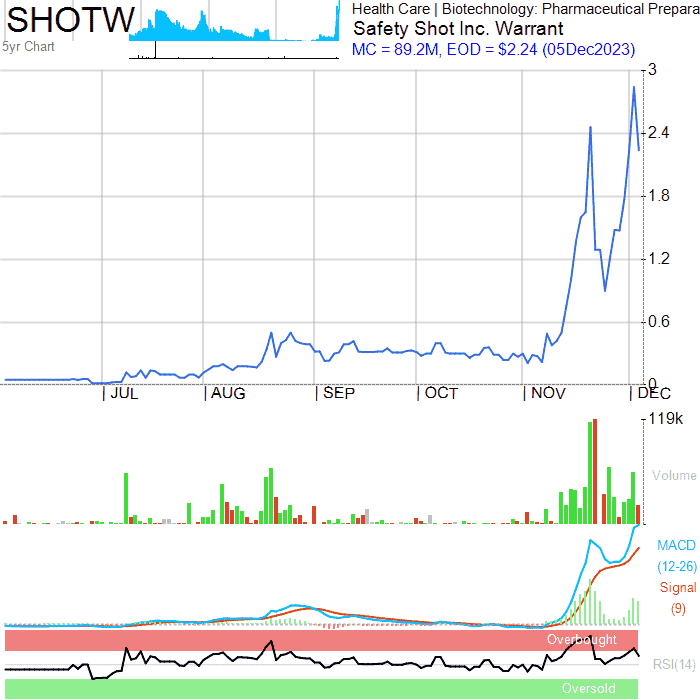 SHOTW
Health Care | Biotechnology: Pharmaceutical Prepara
Safety Shot Inc. Warrant
5yr Chart
MC = 89.2M, EOD = $2.24 (05Dec2023)
3
2.4
1.8
1.2
0.6
0
| JUL | AUG | SEP | OCT | NOV | DEC
119k
Volume
MACD
(12-26)
Signal
(9)
Overbought
RSI(14)
Oversold